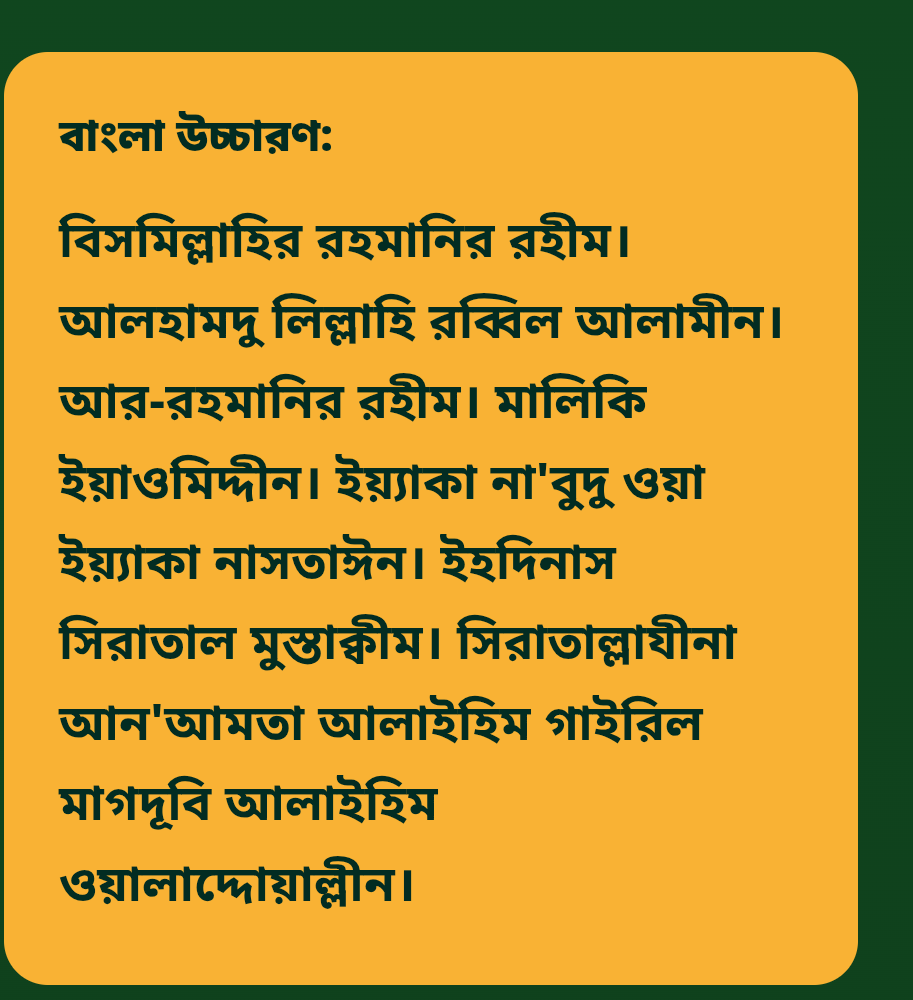 বাংলা উচ্চারণ:
বিসমিল্লাহির রহমানির রহীম।
আলহামদু লিল্লাহি রব্বিল আলামীন।
আর-রহমানির রহীম। মালিকি
ইয়াওমিদ্দীন। ইয়্যাকা না'বুদু ওয়া
ইয়্যাকা নাসতাঈন। ইহদিনাস
সিরাতাল মুস্তাক্বীম। সিরাতাল্লাযীনা
আন'আমতা আলাইহিম গাইরিল
মাগদূবি আলাইহিম
ওয়ালাদ্দোয়াল্লীন।